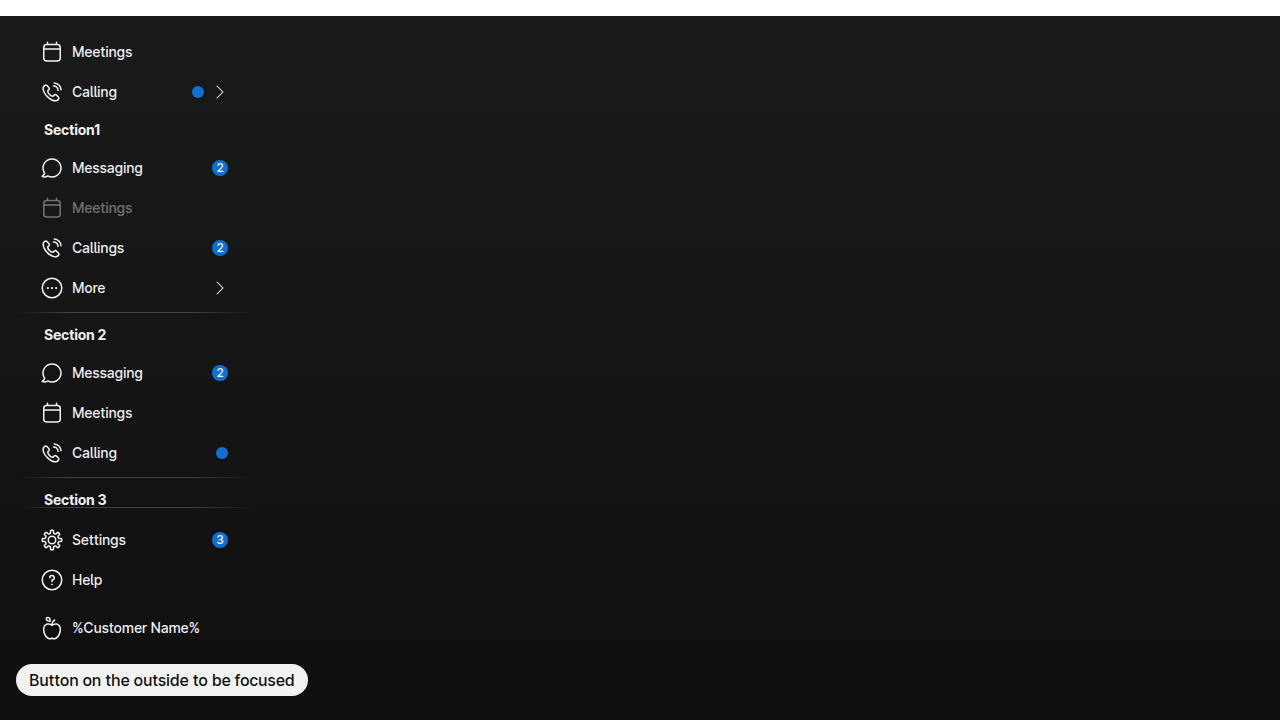 Meetings
Calling
Section1
Messaging 2
Meetings
Callings 2
More
Section 2
Messaging 2
Meetings
Calling
Section 3
Settings 3
Help
%Customer Name%
Button on the outside to be focused